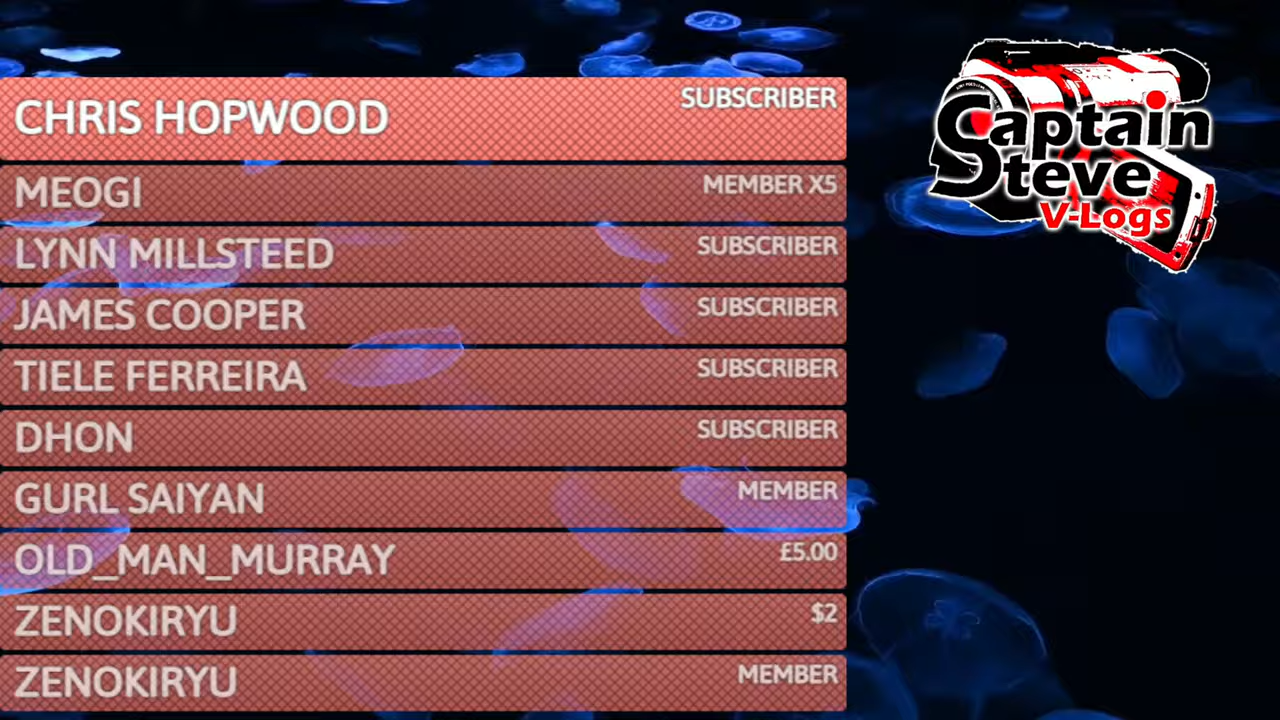 CHRIS HOPWOOD SUBSCRIBER
MEOGI MEMBER X5
LYNN MILLSTEED SUBSCRIBER
JAMES COOPER SUBSCRIBER
TIELE FERREIRA SUBSCRIBER
DHON SUBSCRIBER
GURL SAIYAN MEMBER
OLD_MAN_MURRAY £5.00
ZENOKIRYU $2
ZENOKIRYU MEMBER
Captain
Steve
V-Logs